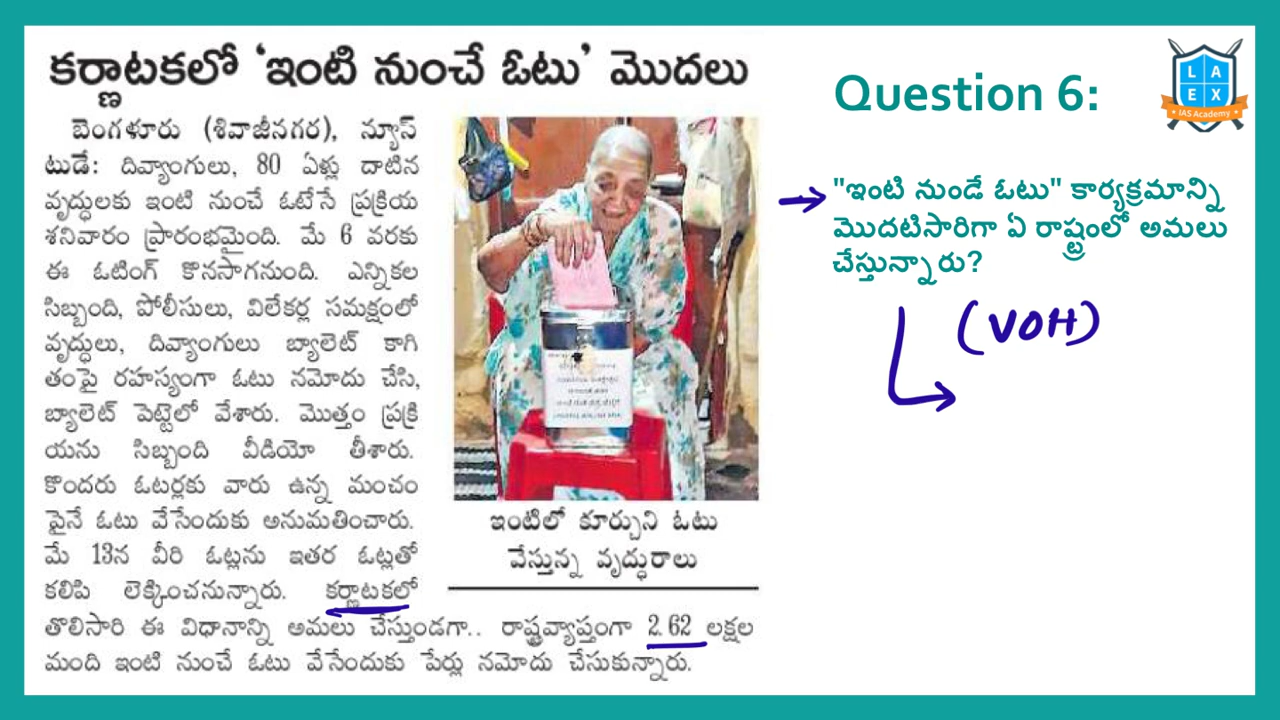 కర్ణాటకలో ‘ఇంటి నుంచే ఓటు’ మొదలు
బెంగళూరు (శివాజీనగర), న్యూస్
టుడే: దివ్యాంగులు, 80 ఏళ్లు దాటిన
వృద్ధులకు ఇంటి నుంచే ఓటేసే ప్రక్రియ
శనివారం ప్రారంభమైంది. మే 6 వరకు
ఈ ఓటింగ్ కొనసాగనుంది. ఎన్నికల
సిబ్బంది, పోలీసులు, విలేకర్ల సమక్షంలో
వృద్ధులు, దివ్యాంగులు బ్యాలెట్ కాగి
తంపై రహస్యంగా ఓటు నమోదు చేసి,
బ్యాలెట్ పెట్టెలో వేశారు. మొత్తం ప్రక్రి
యను సిబ్బంది వీడియో తీశారు.
కొందరు ఓటర్లకు వారు ఉన్న మంచం
పైనే ఓటు వేసేందుకు అనుమతించారు.
మే 13న వీరి ఓట్లను ఇతర ఓట్లతో
కలిపి లెక్కించనున్నారు. కర్ణాటకలో
తొలిసారి ఈ విధానాన్ని అమలు చేస్తుండగా.. రాష్ట్రవ్యాప్తంగా 2.62 లక్షల
మంది ఇంటి నుంచే ఓటు వేసేందుకు పేర్లు నమోదు చేసుకున్నారు.
ఇంటిలో కూర్చుని ఓటు
వేస్తున్న వృద్ధురాలు
Question 6:
L A
E X
IAS Academy
"ఇంటి నుండే ఓటు" కార్యక్రమాన్ని
మొదటిసారిగా ఏ రాష్ట్రంలో అమలు
చేస్తున్నారు?
(VOH)